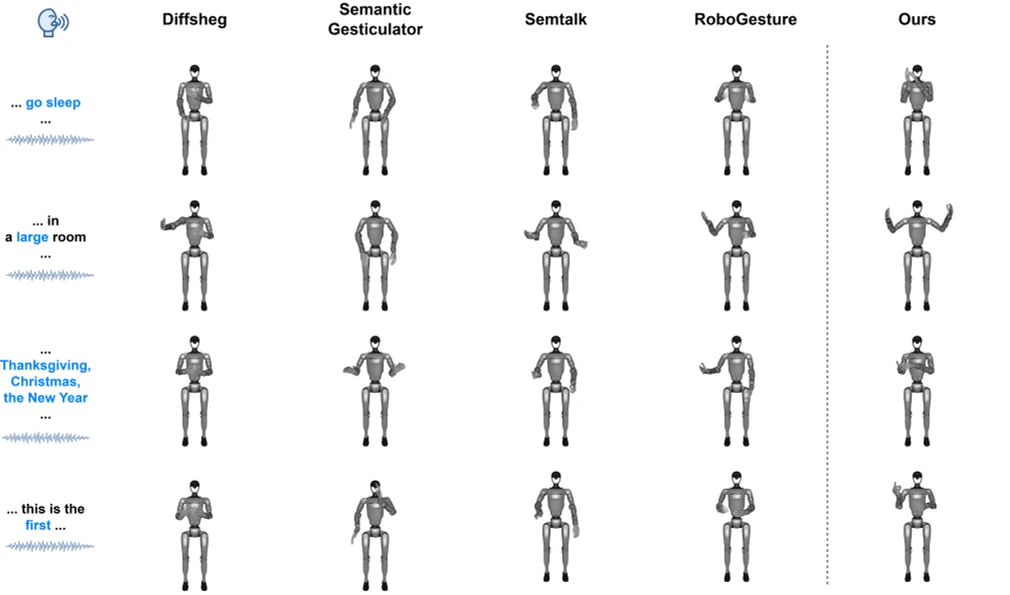 Diffsheg
Semantic
Gesticulator
Semtalk
RoboGesture
Ours
... go sleep
...
... in
a large room
...
...
Thanksgiving,
Christmas,
the New Year
...
... this is the
first ...